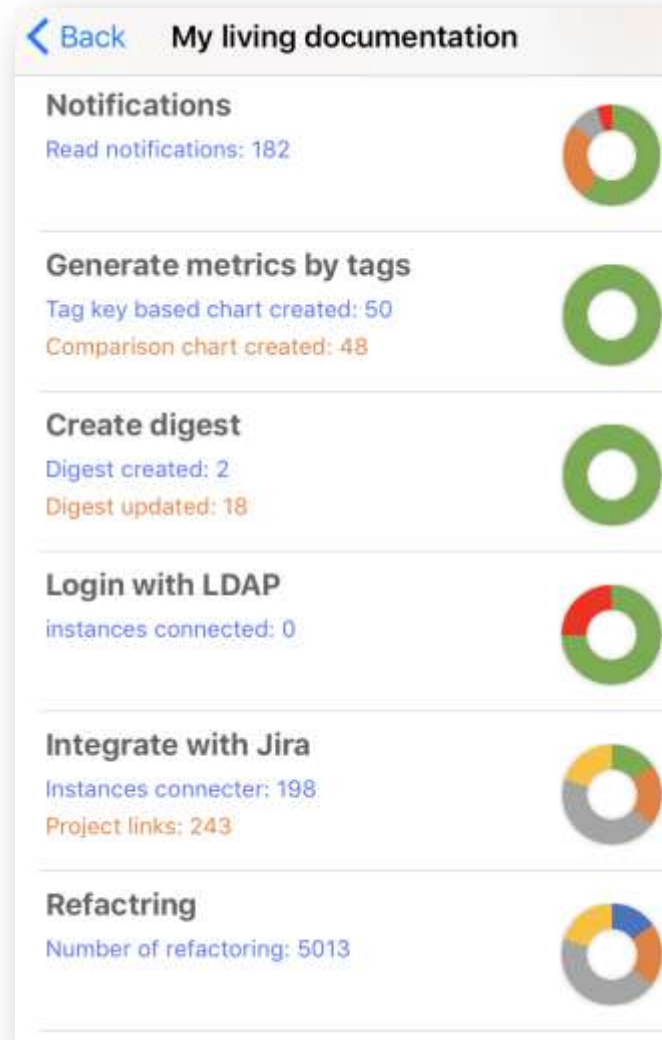 Back My living documentation
Notifications
Read notifications: 182
Generate metrics by tags
Tag key based chart created: 50
Comparison chart created: 48
Create digest
Digest created: 2
Digest updated: 18
Login with LDAP
instances connected: 0
Integrate with Jira
Instances connecter: 198
Project links: 243
Refactring
Number of refactoring: 5013